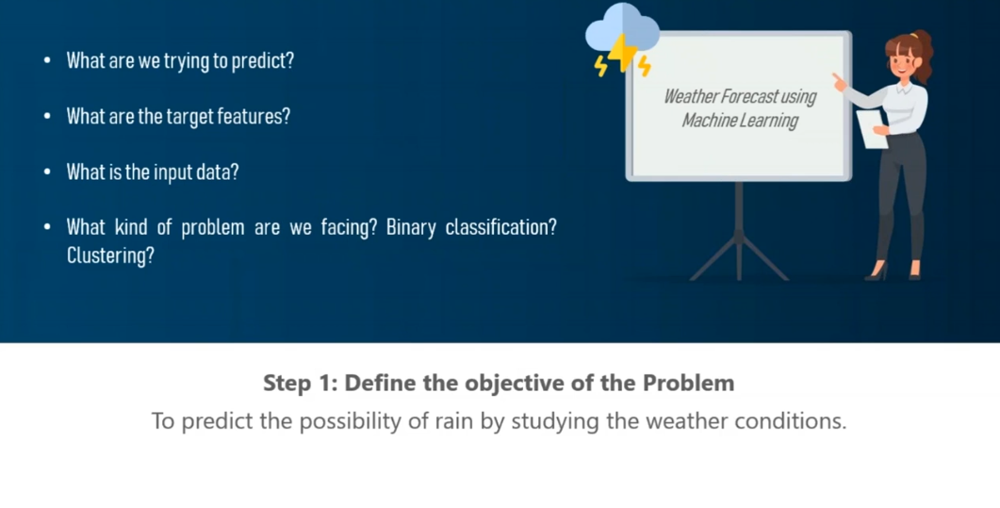 • What are we trying to predict?
• What are the target features?
• What is the input data?
• What kind of problem are we facing? Binary classification?
Clustering?
Weather Forecast using
Machine Learning
Step 1: Define the objective of the Problem
To predict the possibility of rain by studying the weather conditions.